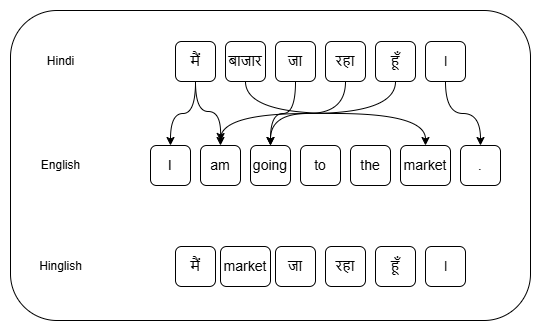 Hindi मैं बाजार जा रहा हूँ ।
English I am going to the market .
Hinglish मैं market जा रहा हूँ ।